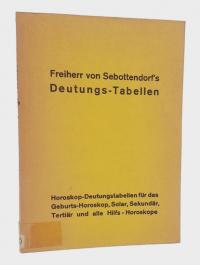 Freiherr von Sebottendorf's
Deutungs-Tabellen
Horoskop-Deutungstabellen für das
Geburts-Horoskop, Solar, Sekundär,
Tertiär und alle Hilfs-Horoskope